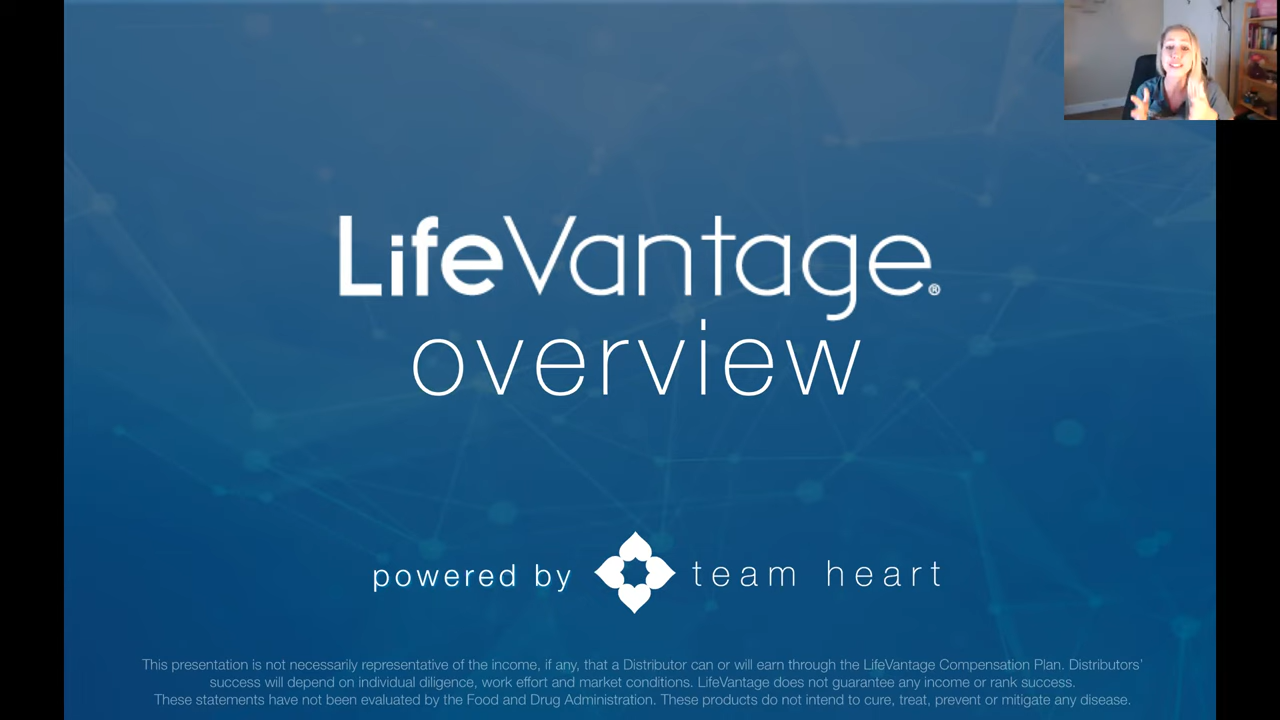 LifeVantage®
overview
powered by team heart
This presentation is not necessarily representative of the income, if any, that a Distributor can or will earn through the LifeVantage Compensation Plan. Distributors’
success will depend on individual diligence, work effort and market conditions. LifeVantage does not guarantee any income or rank success.
These statements have not been evaluated by the Food and Drug Administration. These products do not intend to cure, treat, prevent or mitigate any disease.